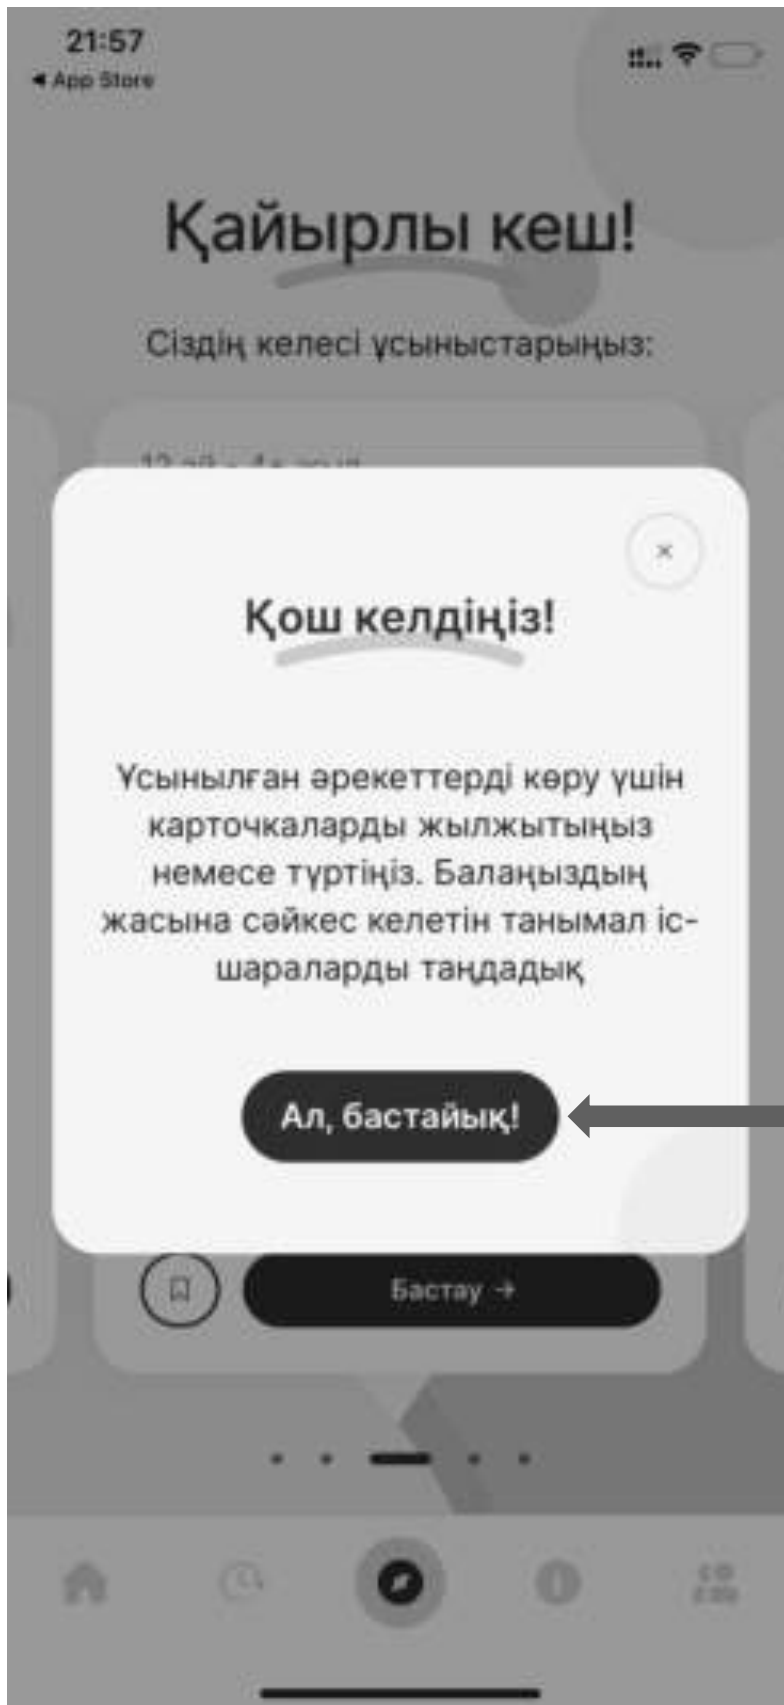 21:57
◀ App Store
Қайырлы кеш!
Сіздің келесі ұсыныстарыңыз:
Қош келдіңіз!
Ұсынылған әрекеттерді көру үшін
карточкаларды жылжытыңыз
немесе түртіңіз. Балаңыздың
жасына сәйкес келетін танымал іс-
шараларды таңдадық
Ал, бастайық!
Бастау →